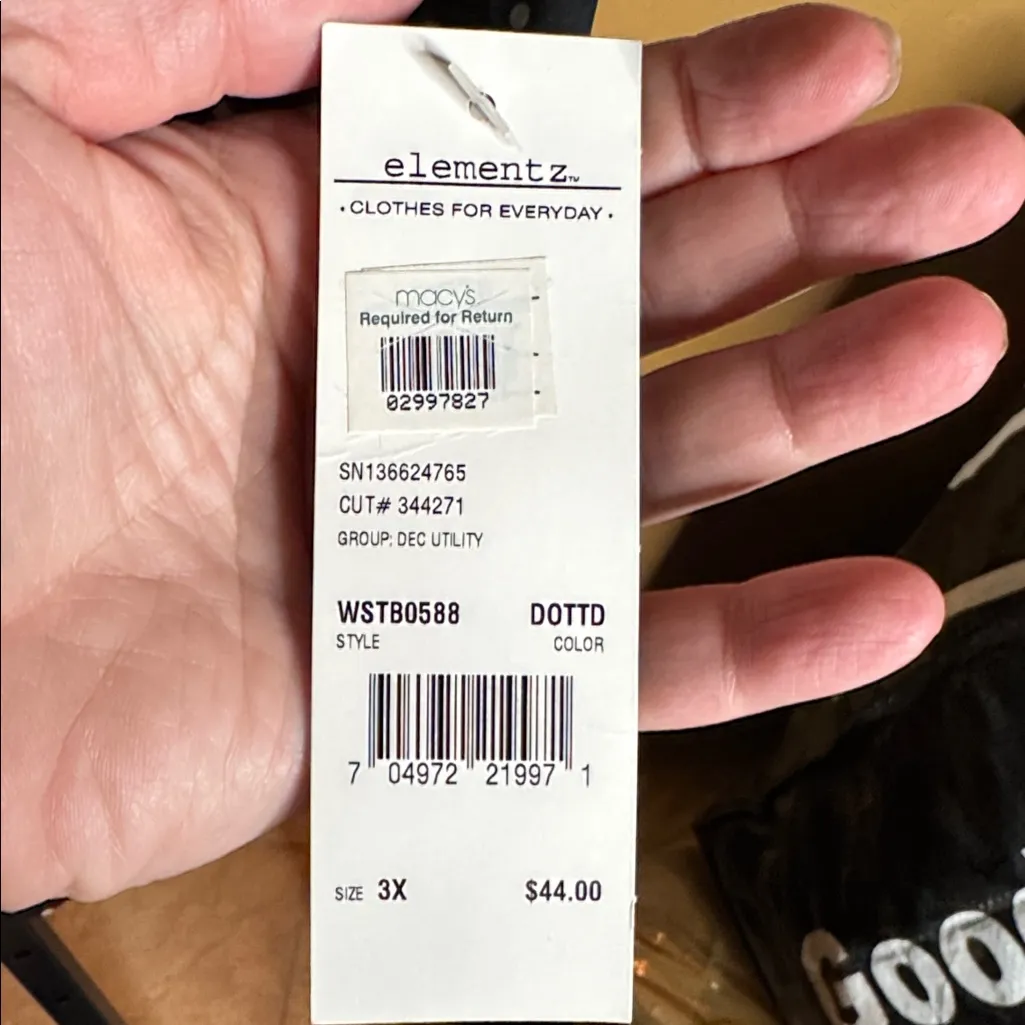 elementz™
• CLOTHES FOR EVERYDAY •
macy's
Required for Return
02997827
SN136624765
CUT# 344271
GROUP: DEC UTILITY
WSTB0588 DOTTD
STYLE COLOR
7 04972 21997 1
SIZE 3X $44.00